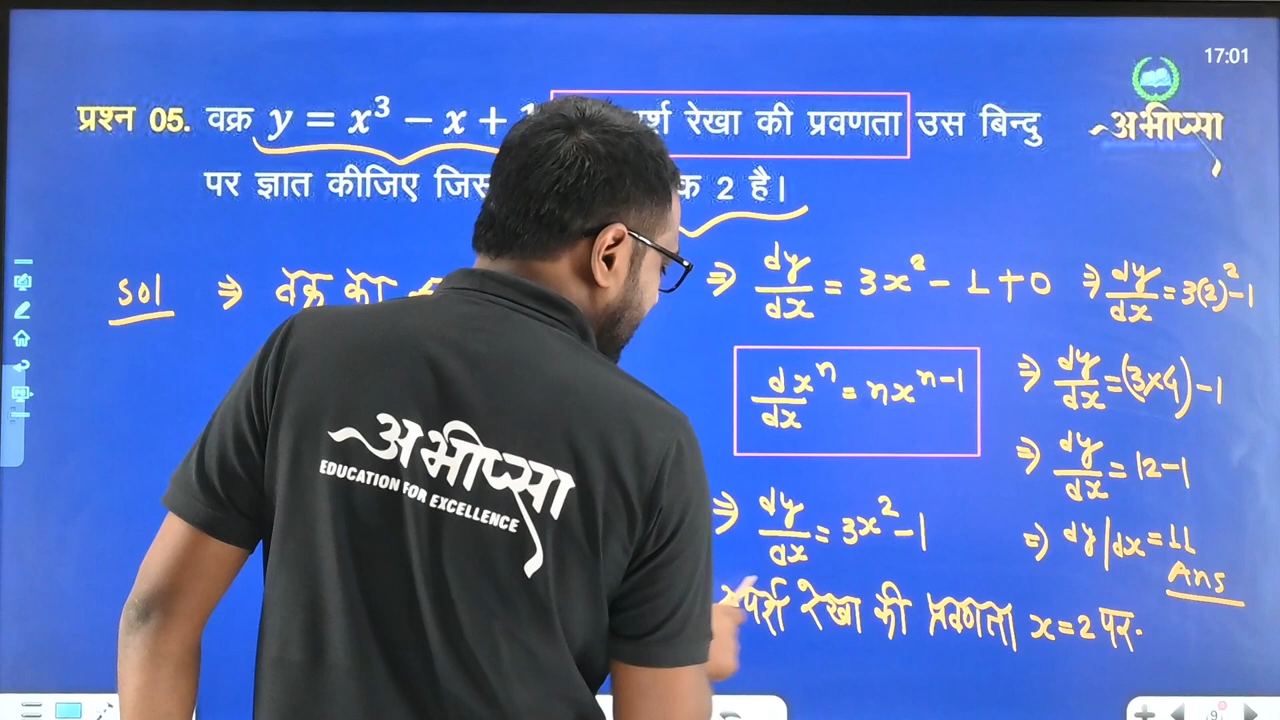 17:01
प्रश्न 05. वक्र y = x³ − x + रेखा की प्रवणता उस बिन्दु
अभीप्सा
पर ज्ञात कीजिए 2 है।
sol ⇒ वक्र का
⇒ dy/dx = 3x² - 1 + 0
⇒ dy/dx = 3(2)² - 1
d/dx xⁿ = nxⁿ⁻¹
⇒ dy/dx = (3×4) - 1
⇒ dy/dx = 12 - 1
⇒ dy/dx = 3x² - 1
⇒ dy/dx = 11
Ans
स्पर्श रेखा की प्रवणता x = 2 पर.
अभीप्सा
EDUCATION FOR EXCELLENCE
9